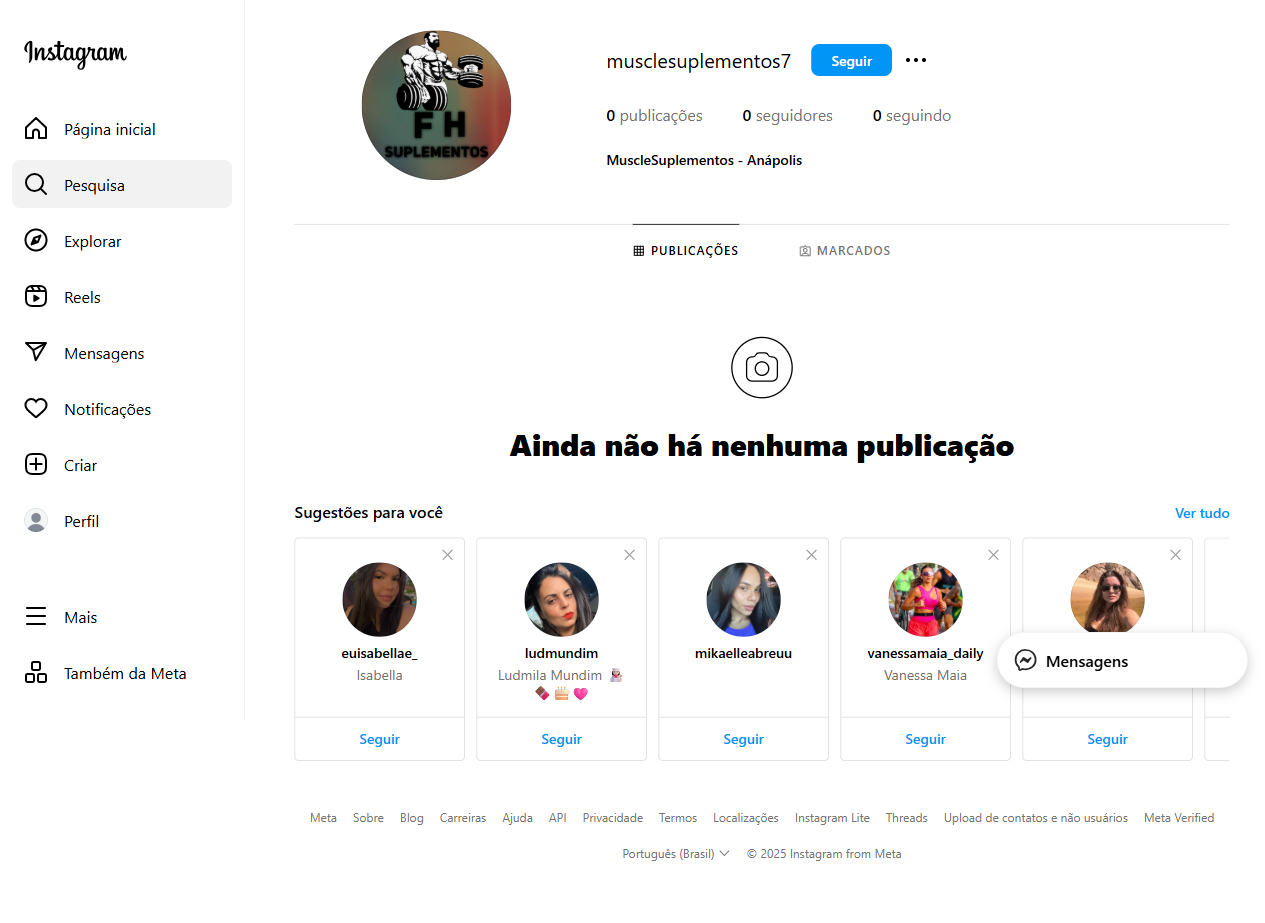 Instagram
Página inicial
Pesquisa
Explorar
Reels
Mensagens
Notificações
Criar
Perfil
Mais
Também da Meta
F H
SUPLEMENTOS
musclesuplementos7
Seguir
0 publicações
0 seguidores
0 seguindo
MuscleSuplementos - Anápolis
PUBLICAÇÕES
MARCADOS
Ainda não há nenhuma publicação
Sugestões para você
Ver tudo
euisabellae_
Isabella
Seguir
ludmundim
Ludmila Mundim
Seguir
mikaelleabreuu
Seguir
vanessamaia_daily
Vanessa Maia
Seguir
Seguir
Mensagens
Meta Sobre Blog Carreiras Ajuda API Privacidade Termos Localizações Instagram Lite Threads Upload de contatos e não usuários Meta Verified
Português (Brasil) © 2025 Instagram from Meta